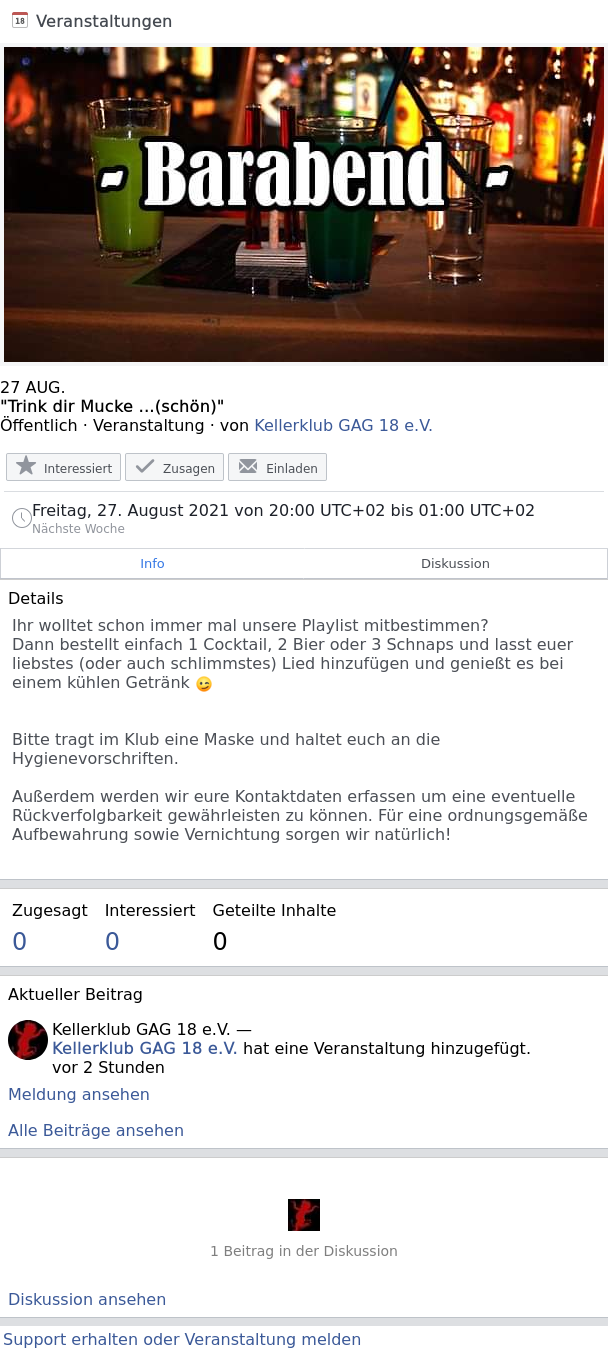 18 Veranstaltungen
- Barabend -
27 AUG.
"Trink dir Mucke ...(schön)"
Öffentlich · Veranstaltung · von Kellerklub GAG 18 e.V.
Interessiert Zusagen Einladen
Freitag, 27. August 2021 von 20:00 UTC+02 bis 01:00 UTC+02
Nächste Woche
Info Diskussion
Details
Ihr wolltet schon immer mal unsere Playlist mitbestimmen?
Dann bestellt einfach 1 Cocktail, 2 Bier oder 3 Schnaps und lasst euer
liebstes (oder auch schlimmstes) Lied hinzufügen und genießt es bei
einem kühlen Getränk 😉
Bitte tragt im Klub eine Maske und haltet euch an die
Hygienevorschriften.
Außerdem werden wir eure Kontaktdaten erfassen um eine eventuelle
Rückverfolgbarkeit gewährleisten zu können. Für eine ordnungsgemäße
Aufbewahrung sowie Vernichtung sorgen wir natürlich!
Zugesagt Interessiert Geteilte Inhalte
0 0 0
Aktueller Beitrag
Kellerklub GAG 18 e.V. —
Kellerklub GAG 18 e.V. hat eine Veranstaltung hinzugefügt.
vor 2 Stunden
Meldung ansehen
Alle Beiträge ansehen
1 Beitrag in der Diskussion
Diskussion ansehen
Support erhalten oder Veranstaltung melden